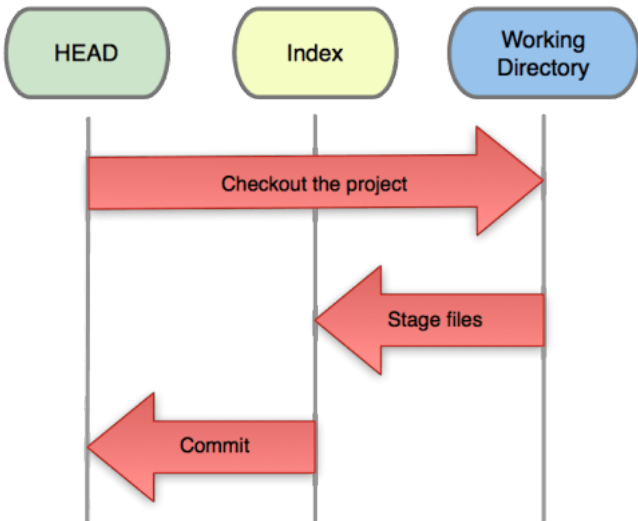 HEAD
Index
Working
Directory
Checkout the project
Stage files
Commit